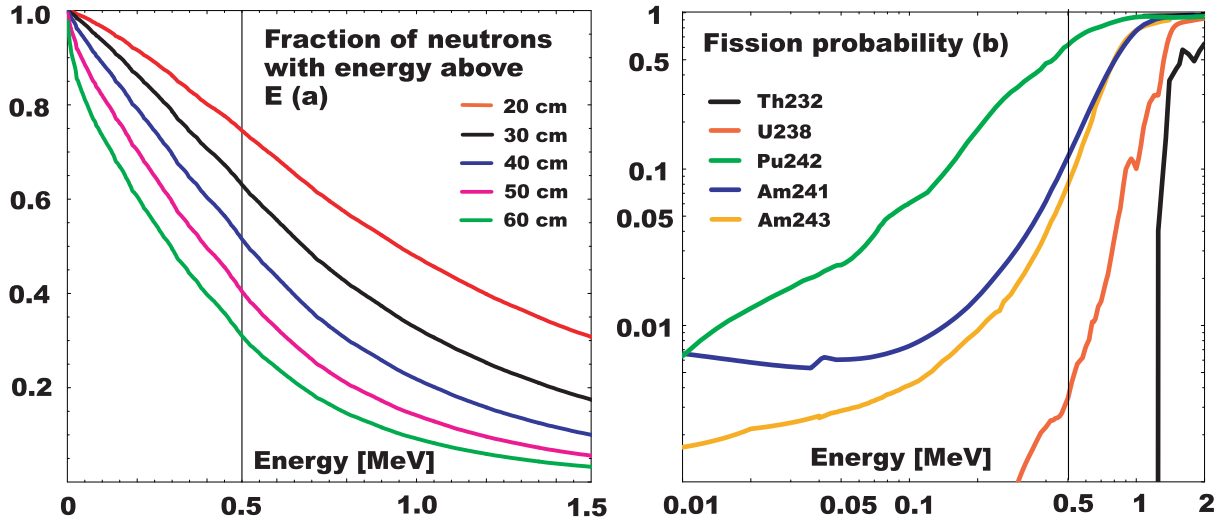 1.0
0.8
0.6
0.4
0.2
0
0.5
1.0
1.5
Fraction of neutrons
with energy above
E (a)
20 cm
30 cm
40 cm
50 cm
60 cm
Energy [MeV]
1
0.5
0.1
0.05
0.01
Fission probability (b)
Th232
U238
Pu242
Am241
Am243
Energy [MeV]
0.01
0.05
0.1
0.5
1
2